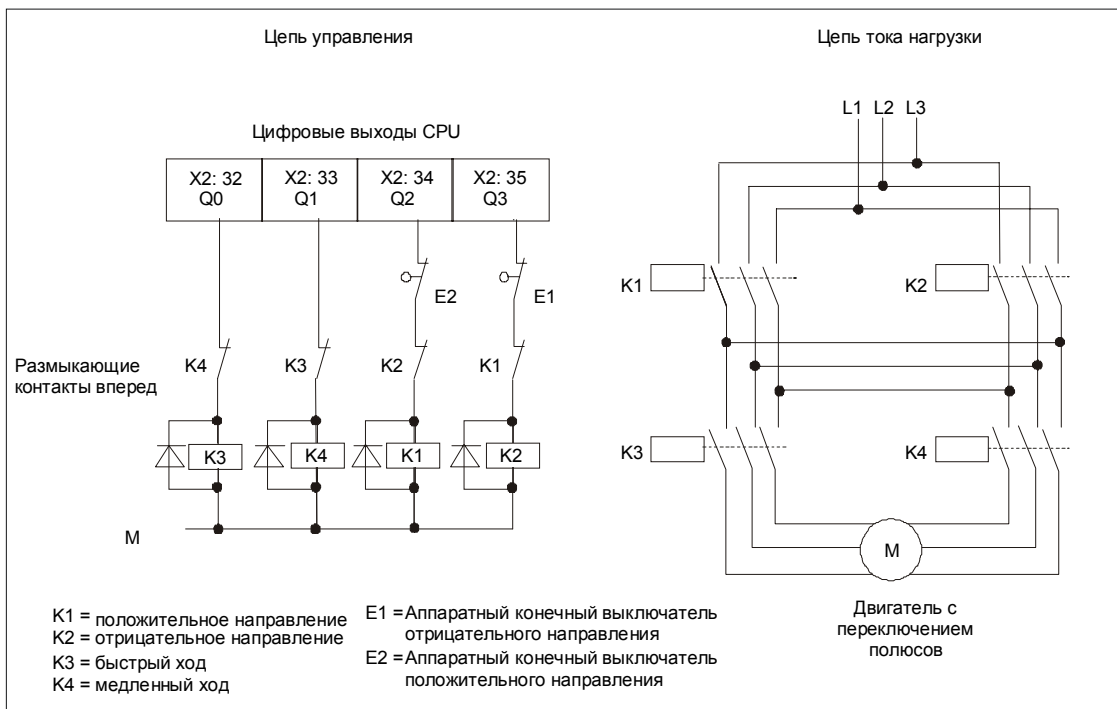 Цепь управления
Цепь тока нагрузки
L1 L2 L3
Цифровые выходы CPU
X2: 32 X2: 33 X2: 34 X2: 35
Q0 Q1 Q2 Q3
K1 K2
E2 E1
Размыкающие
контакты вперед
K4 K3 K2 K1
K3 K4 K1 K2
K3 K4
M
M
K1 = положительное направление
K2 = отрицательное направление
K3 = быстрый ход
K4 = медленный ход
E1 = Аппаратный конечный выключатель
отрицательного направления
E2 = Аппаратный конечный выключатель
положительного направления
Двигатель с
переключением
полюсов